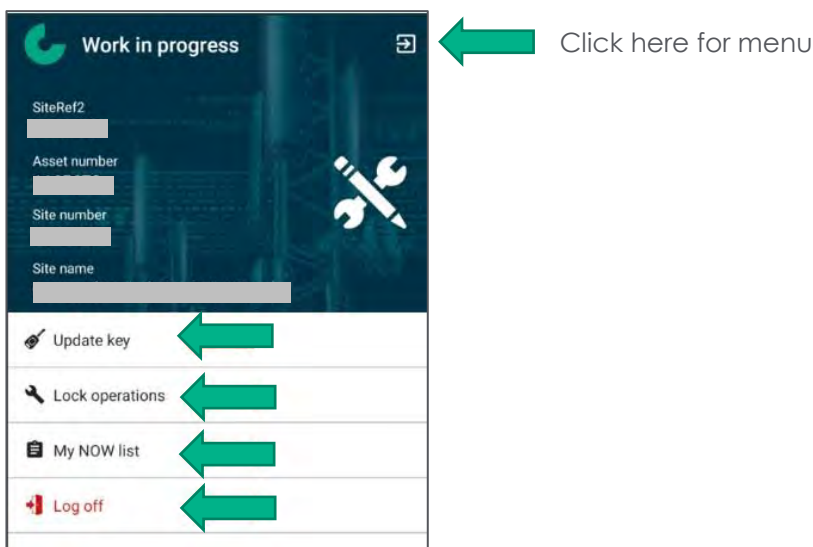 Work in progress
Click here for menu
SiteRef2
Asset number
Site number
Site name
Update key
Lock operations
My NOW list
Log off